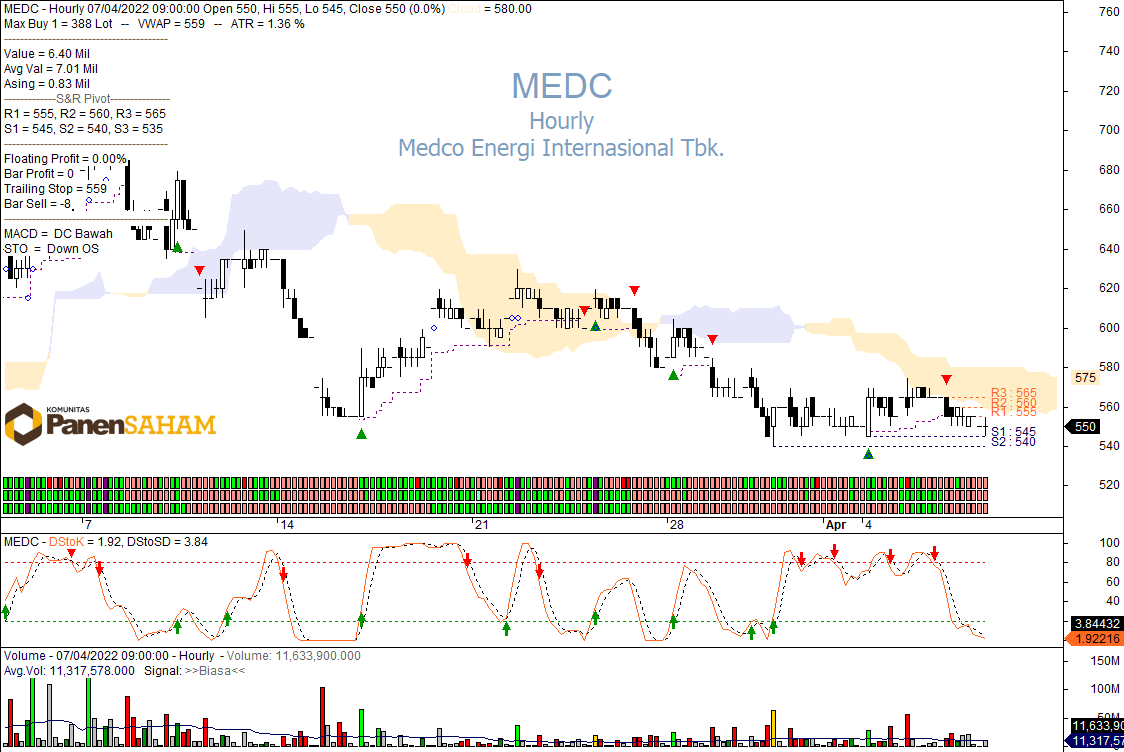 MEDC - Hourly 07/04/2022 09:00:00 Open 550, Hi 555, Lo 545, Close 550 (0.0%) Cloud = 580.00
Max Buy 1 = 388 Lot -- VWAP = 559 -- ATR = 1.36 %
Value = 6.40 Mil
Avg Val = 7.01 Mil
Asing = 0.83 Mil
-------------S&R Pivot---------------
R1 = 555, R2 = 560, R3 = 565
S1 = 545, S2 = 540, S3 = 535
Floating Profit = 0.00%
Bar Profit = 0
Trailing Stop = 559
Bar Sell = -8
MACD = DC Bawah
STO = Down OS
MEDC
Hourly
Medco Energi Internasional Tbk.
760
740
720
700
680
660
640
620
600
580
575
560
550
540
520
R3 : 565
R2 : 560
R1 : 555
S1 : 545
S2 : 540
KOMUNITAS
PanenSAHAM
7 14 21 28 Apr 4
MEDC - DStoK = 1.92, DStoSD = 3.84
100
80
60
40
3.84432
1.92216
Volume - 07/04/2022 09:00:00 - Hourly - Volume: 11,633,900.000
Avg.Vol: 11,317,578.000 Signal: >>Biasa<<
150M
100M
50M
11,633,90
11,317,57